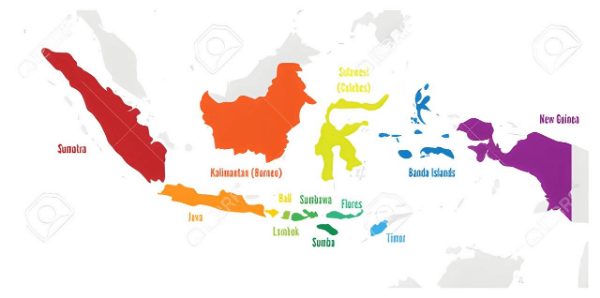 Sulawesi
(Celebes)
New Guinea
Sumatra
Kalimantan (Borneo)
Banda Islands
Bali
Sumbawa
Flores
Java
Lombok
Sumba
Timor